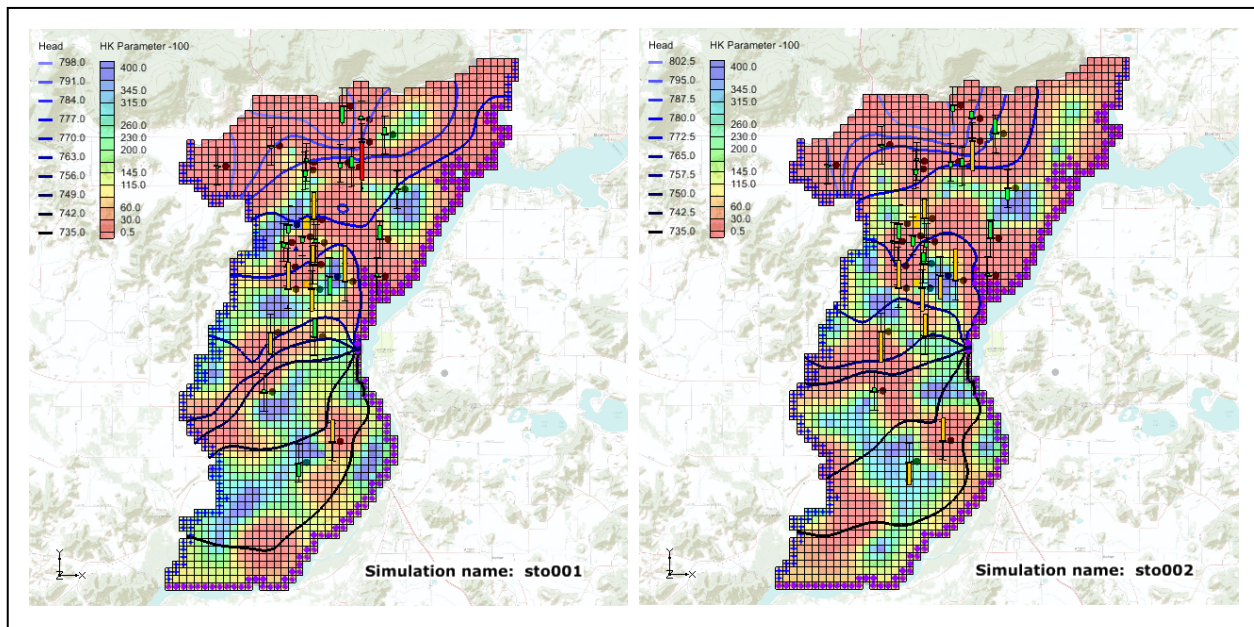 Head HK Parameter -100
798.0 400.0
791.0 345.0
784.0 315.0
777.0 260.0
770.0 230.0
763.0 200.0
756.0 145.0
749.0 115.0
742.0 60.0
735.0 30.0
0.5
Y
Z X
Simulation name: sto001
Head HK Parameter -100
802.5 400.0
795.0 345.0
787.5 315.0
780.0 260.0
772.5 230.0
765.0 200.0
757.5 145.0
750.0 115.0
742.5 60.0
735.0 30.0
0.5
Y
Z X
Simulation name: sto002